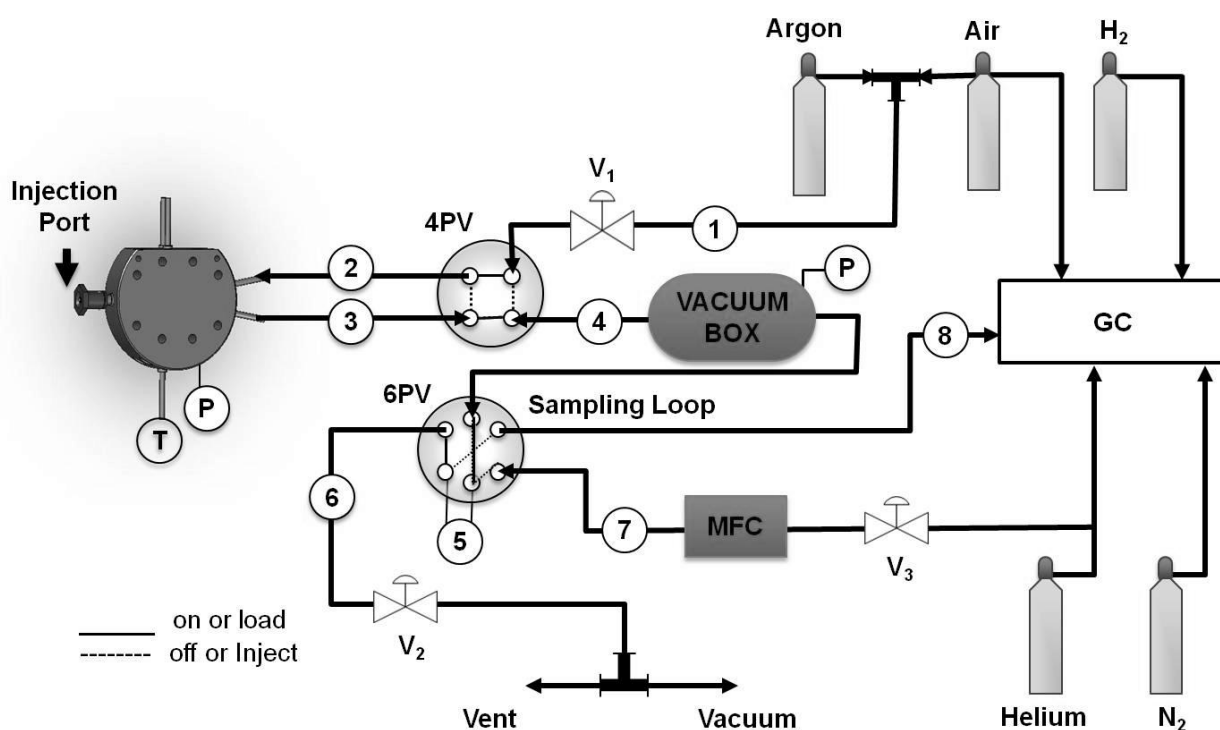 Argon
Air
H2
Injection
Port
V1
1
4PV
2
P
3
4
VACUUM
BOX
8
GC
6PV
Sampling Loop
P
T
6
7
MFC
5
V3
on or load
off or Inject
V2
Vent
Vacuum
Helium
N2